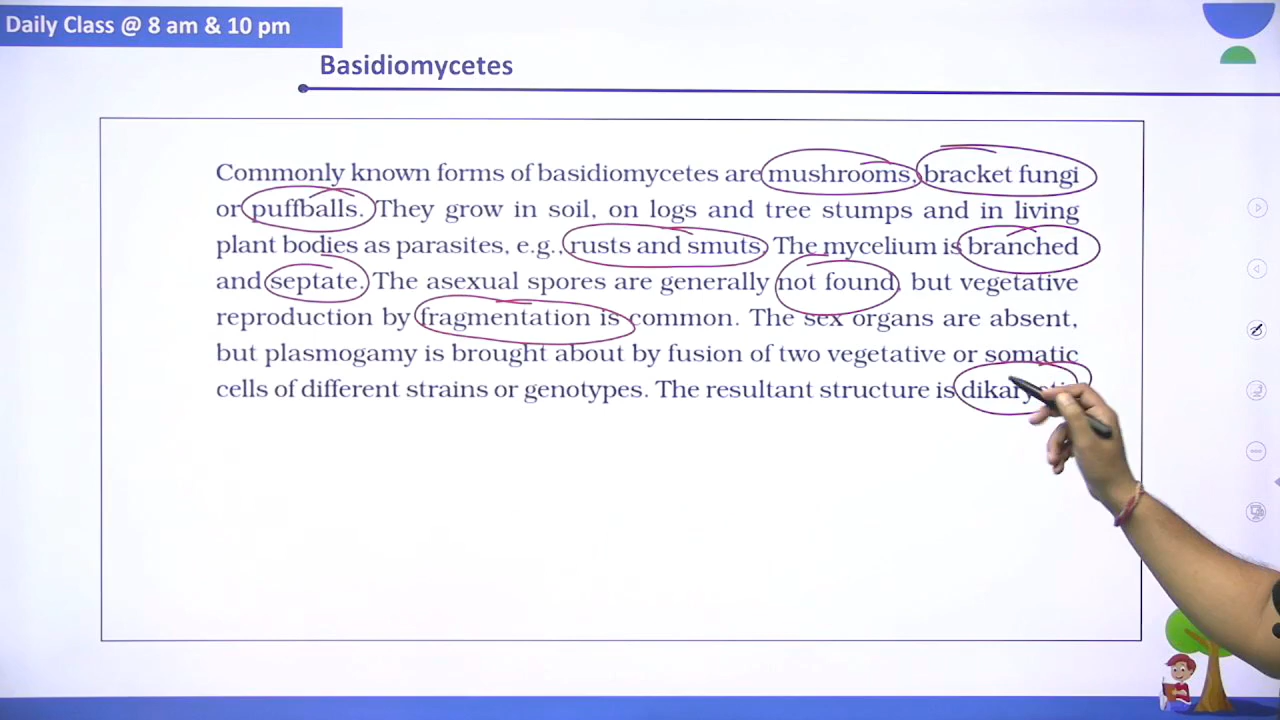 Daily Class @ 8 am & 10 pm
Basidiomycetes
Commonly known forms of basidiomycetes are mushrooms, bracket fungi
or puffballs. They grow in soil, on logs and tree stumps and in living
plant bodies as parasites, e.g., rusts and smuts. The mycelium is branched
and septate. The asexual spores are generally not found, but vegetative
reproduction by fragmentation is common. The sex organs are absent,
but plasmogamy is brought about by fusion of two vegetative or somatic
cells of different strains or genotypes. The resultant structure is